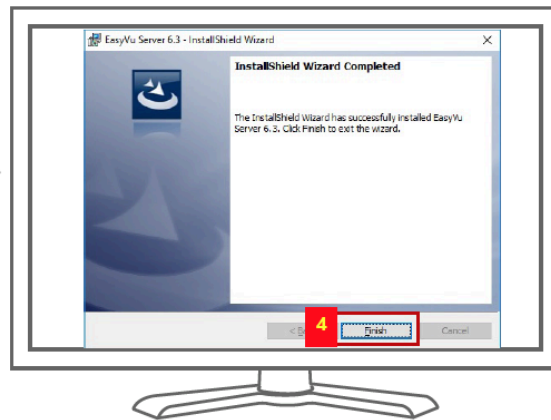 EasyVu Server 6.3 - InstallShield Wizard
InstallShield Wizard Completed
The InstallShield Wizard has successfully installed EasyVu
Server 6.3. Click Finish to exit the wizard.
4
Finish
Cancel